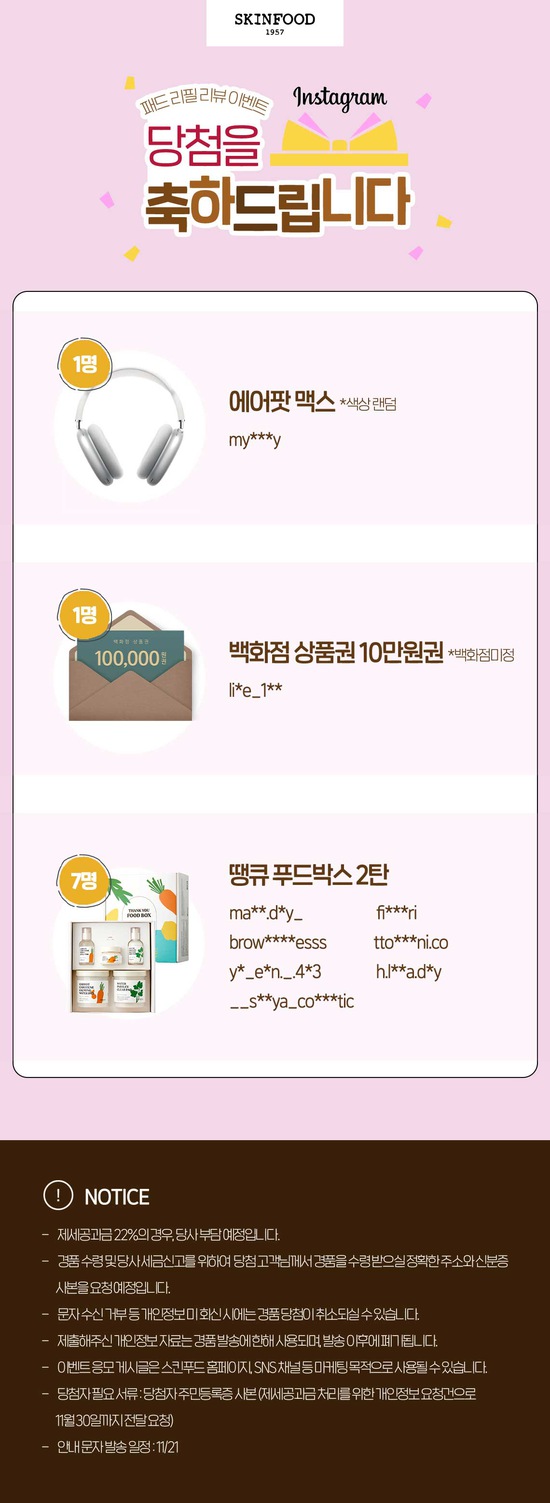 SKINFOOD
1957
패드 리필 리뷰 이벤트
Instagram
당첨을
축하드립니다
1명
에어팟 맥스 *색상 랜덤
my***y
1명
백화점 상품권
100,000
백화점 상품권 10만원권 *백화점미정
li*e_1**
7명
THANK YOU
FOOD BOX
땡큐 푸드박스 2탄
ma**.d*y_
fi***ri
brow****esss
tto***ni.co
y*_e*n._.4*3
h.l**a.d*y
__s**ya_co***tic
! NOTICE
- 제세공과금 22%의 경우, 당사 부담 예정입니다.
- 경품 수령 및 당사 세금신고를 위하여 당첨 고객님께서 경품을 수령 받으실 정확한 주소와 신분증
사본을 요청 예정입니다.
- 문자 수신 거부 등 개인정보 미 회신 시에는 경품 당첨이 취소되실 수 있습니다.
- 제출해주신 개인정보 자료는 경품 발송에 한해 사용되며, 발송 이후에 폐기 됩니다.
- 이벤트 응모 게시글은 스킨푸드 홈페이지, SNS 채널 등 마케팅 목적으로 사용될 수 있습니다.
- 당첨자 필요 서류 : 당첨자 주민등록증 사본 (제세공과금 처리를 위한 개인정보 요청건으로
11월 30일까지 전달 요청)
- 안내 문자 발송 일정 : 11/21